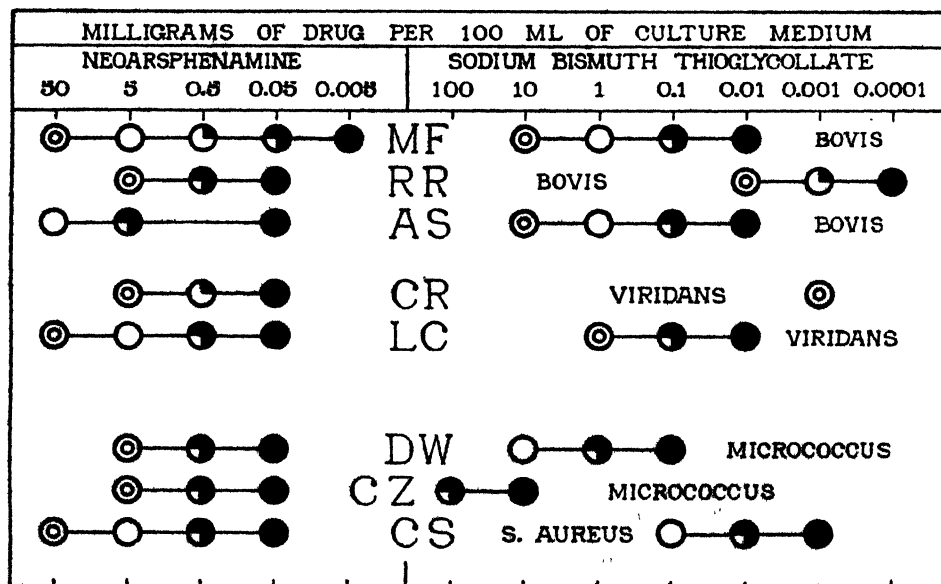 MILLIGRAMS OF DRUG PER 100 ML OF CULTURE MEDIUM
NEOARSPHENAMINE SODIUM BISMUTH THIOGLYCOLLATE
50 5 0.5 0.05 0.005 100 10 1 0.1 0.01 0.001 0.0001
MF BOVIS
RR BOVIS
AS BOVIS
CR VIRIDANS
LC VIRIDANS
DW MICROCOCCUS
CZ MICROCOCCUS
CS S. AUREUS